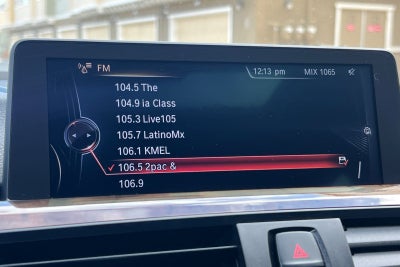 FM
12:13 pm MIX 1065
104.5 The
104.9 ia Class
105.3 Live105
105.7 LatinoMx
106.1 KMEL
106.5 2pac &
106.9